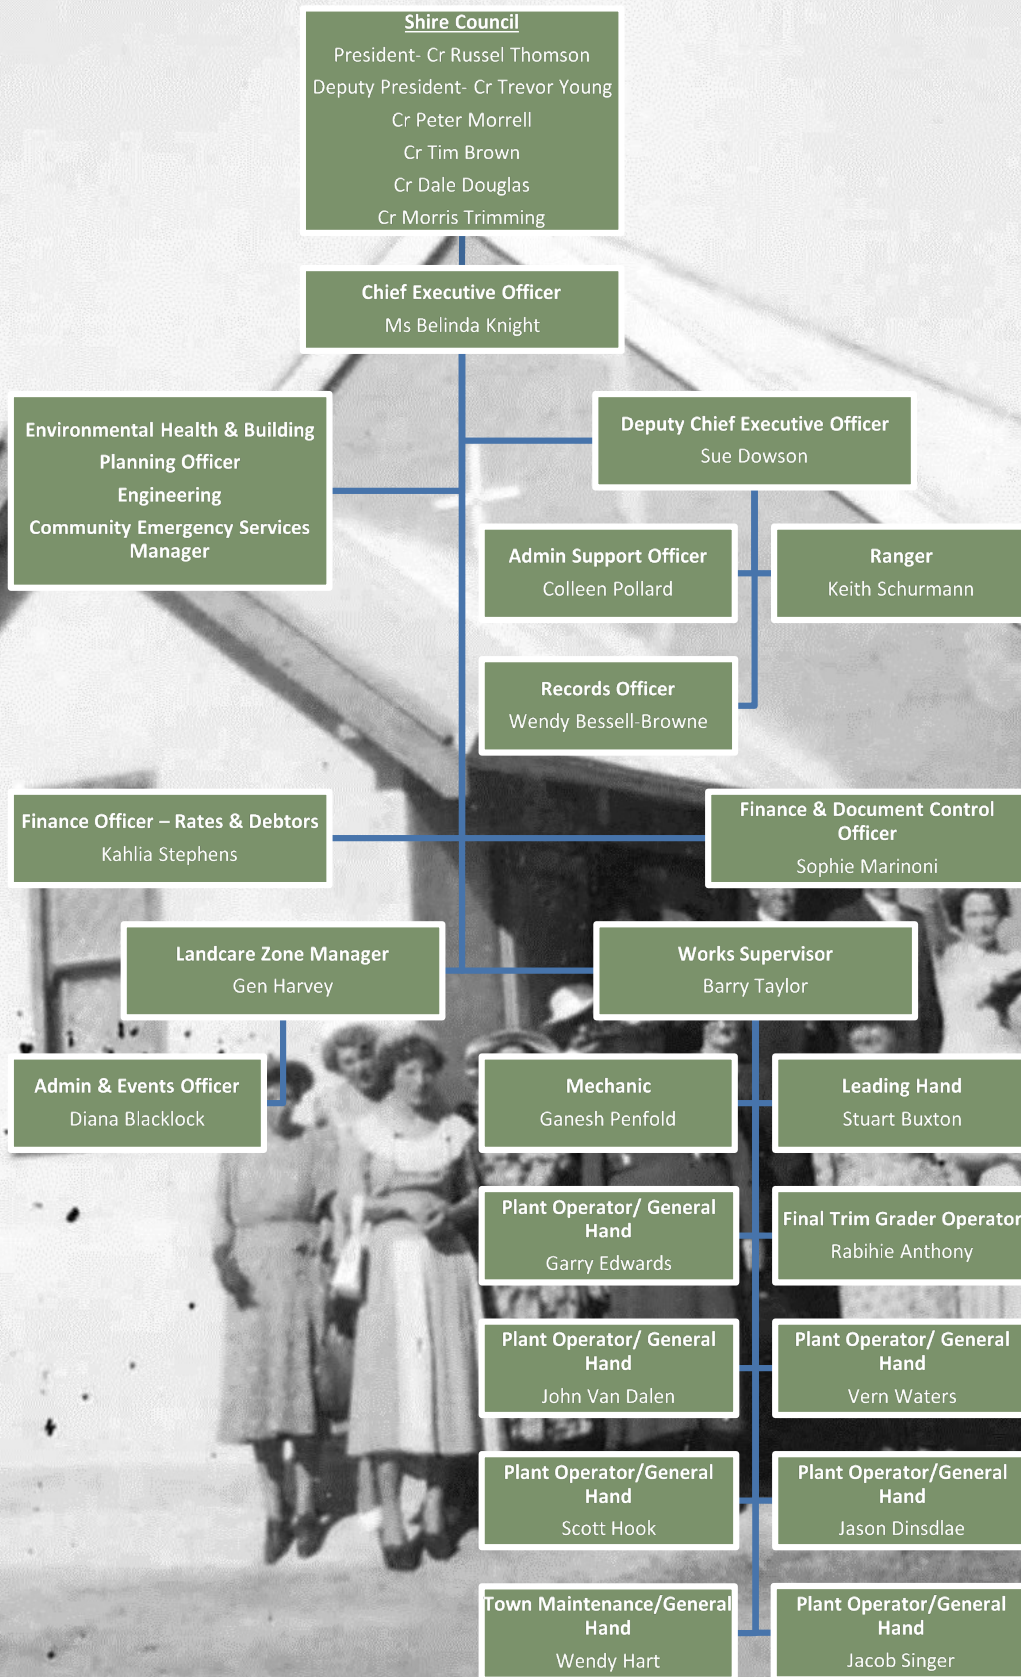 Shire Council
President- Cr Russel Thomson
Deputy President- Cr Trevor Young
Cr Peter Morrell
Cr Tim Brown
Cr Dale Douglas
Cr Morris Trimming
Chief Executive Officer
Ms Belinda Knight
Environmental Health & Building
Planning Officer
Engineering
Community Emergency Services
Manager
Deputy Chief Executive Officer
Sue Dowson
Admin Support Officer
Colleen Pollard
Ranger
Keith Schurmann
Records Officer
Wendy Bessell-Browne
Finance Officer – Rates & Debtors
Kahlia Stephens
Finance & Document Control
Officer
Sophie Marinoni
Landcare Zone Manager
Gen Harvey
Works Supervisor
Barry Taylor
Admin & Events Officer
Diana Blacklock
Mechanic
Ganesh Penfold
Leading Hand
Stuart Buxton
Plant Operator/ General
Hand
Garry Edwards
Final Trim Grader Operator
Rabihie Anthony
Plant Operator/ General
Hand
John Van Dalen
Plant Operator/ General
Hand
Vern Waters
Plant Operator/General
Hand
Scott Hook
Plant Operator/General
Hand
Jason Dinsdlae
Town Maintenance/General
Hand
Wendy Hart
Plant Operator/General
Hand
Jacob Singer